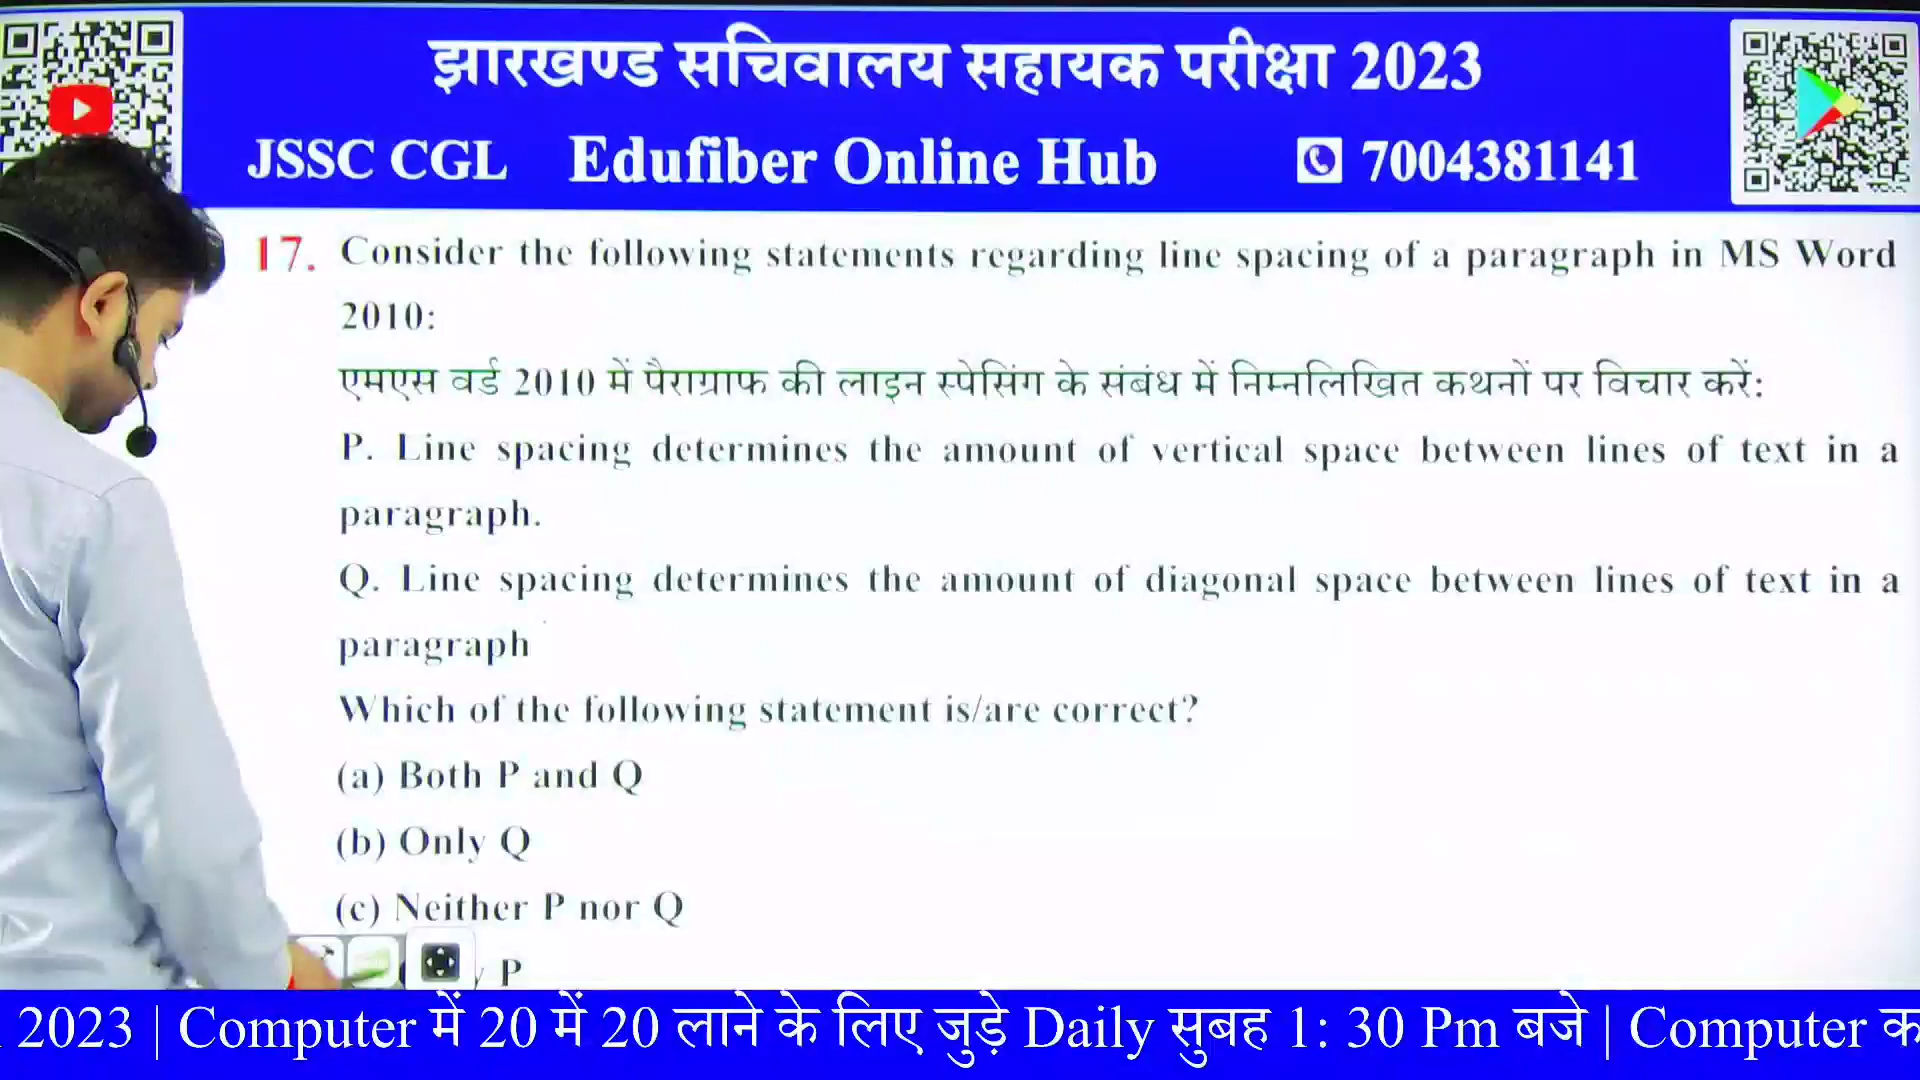 झारखण्ड सचिवालय सहायक परीक्षा 2023
JSSC CGL Edufiber Online Hub 7004381141
17. Consider the following statements regarding line spacing of a paragraph in MS Word
2010:
एमएस वर्ड 2010 में पैराग्राफ की लाइन स्पेसिंग के संबंध में निम्नलिखित कथनों पर विचार करें:
P. Line spacing determines the amount of vertical space between lines of text in a
paragraph.
Q. Line spacing determines the amount of diagonal space between lines of text in a
paragraph
Which of the following statement is/are correct?
(a) Both P and Q
(b) Only Q
(c) Neither P nor Q
P
2023 | Computer में 20 में 20 लाने के लिए जुड़े Daily सुबह 1: 30 Pm बजे | Computer